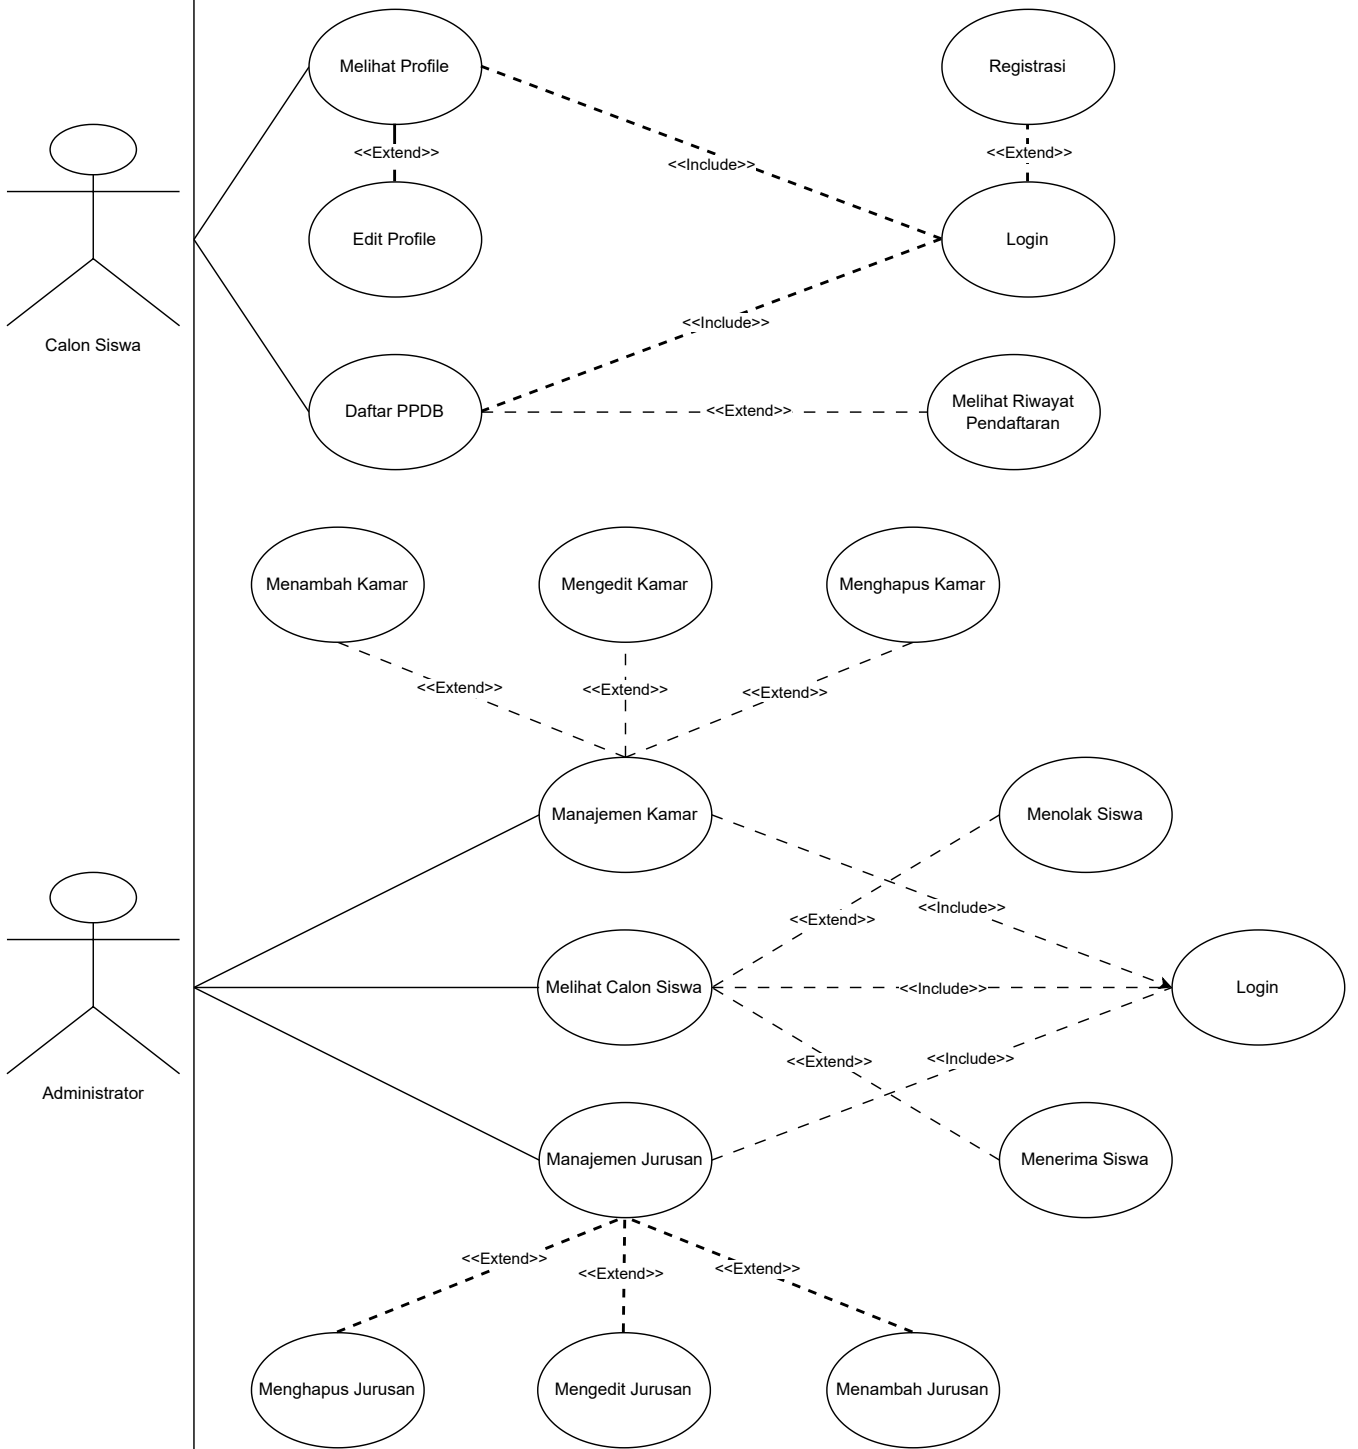 Melihat Profile
Registrasi
<<Extend>>
<<Extend>>
<<Include>>
Edit Profile
Login
<<Include>>
Calon Siswa
Daftar PPDB
<<Extend>>
Melihat Riwayat
Pendaftaran
Menambah Kamar
Mengedit Kamar
Menghapus Kamar
<<Extend>>
<<Extend>>
<<Extend>>
Manajemen Kamar
Menolak Siswa
<<Extend>>
<<Include>>
Melihat Calon Siswa
<<Include>>
Login
<<Extend>>
<<Include>>
Administrator
Manajemen Jurusan
Menerima Siswa
<<Extend>>
<<Extend>>
<<Extend>>
Menghapus Jurusan
Mengedit Jurusan
Menambah Jurusan